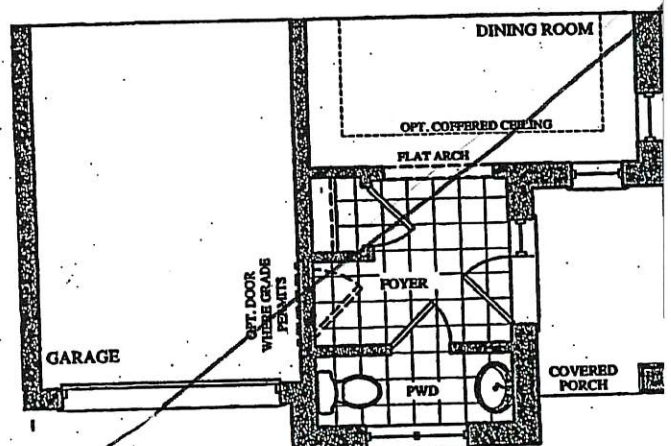 DINING ROOM
OPT. COFFERED CEILING
FLAT ARCH
OPT. DOOR
WHERE GRADE
PERMITS
FOYER
GARAGE
PWD
COVERED
PORCH